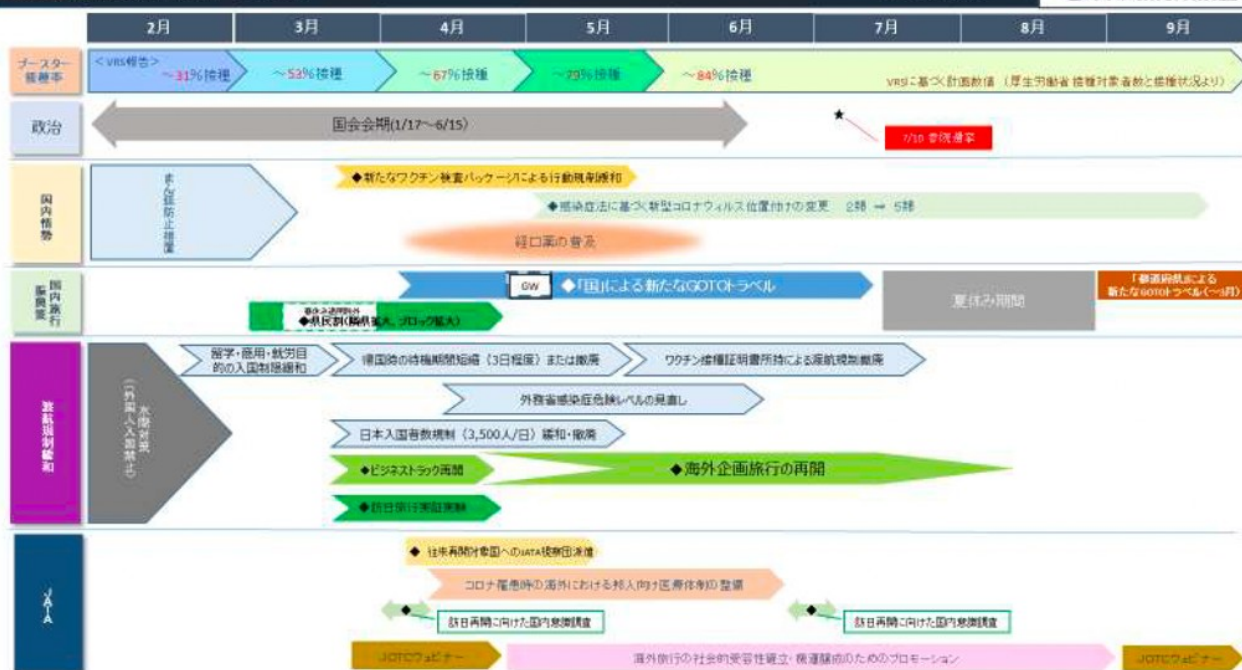 2月 3月 4月 5月 6月 7月 8月 9月
ブースター
接種率
<VRS報告>
～31%接種
～53%接種
～67%接種
～79%接種
～84%接種
VRSに基づく計画数値 (厚生労働省 接種対象者数と接種状況より)
政治
国会会期(1/17～6/15)
★
7/10 参院選挙
国内情勢
まん延防止措置
◆新たなワクチン検査パッケージによる行動規制緩和
◆感染症法に基づく新型コロナウィルス位置付けの変更 2類 ⇒ 5類
経口薬の普及
国内旅行
GW
◆「国」による新たなGOTOトラベル
夏休み期間
「都道府県」による
新たなGOTOトラベル(～3月)
◆県民割(隣県拡大、ブロック拡大)
渡航規制緩和
水際対策
(外国人入国禁止)
留学・商用・就労目
的の入国制限緩和
帰国時の待機期間短縮（3日程度）または撤廃
ワクチン接種証明書所持による渡航規制撤廃
外務省感染症危険レベルの見直し
日本入国者数規制（3,500人/日）緩和・撤廃
◆ビジネストラック再開
◆海外企画旅行の再開
◆訪日旅行実証実験
JATA
◆ 往来再開対象国へのJATA視察団派遣
コロナ罹患時の海外における邦人向け医療体制の整備
◆
訪日再開に向けた国内意識調査
◆
訪日再開に向けた国内意識調査
JOTCウェビナー
海外旅行の社会的受容性確立・機運醸成のためのプロモーション
JOTCウェビナー